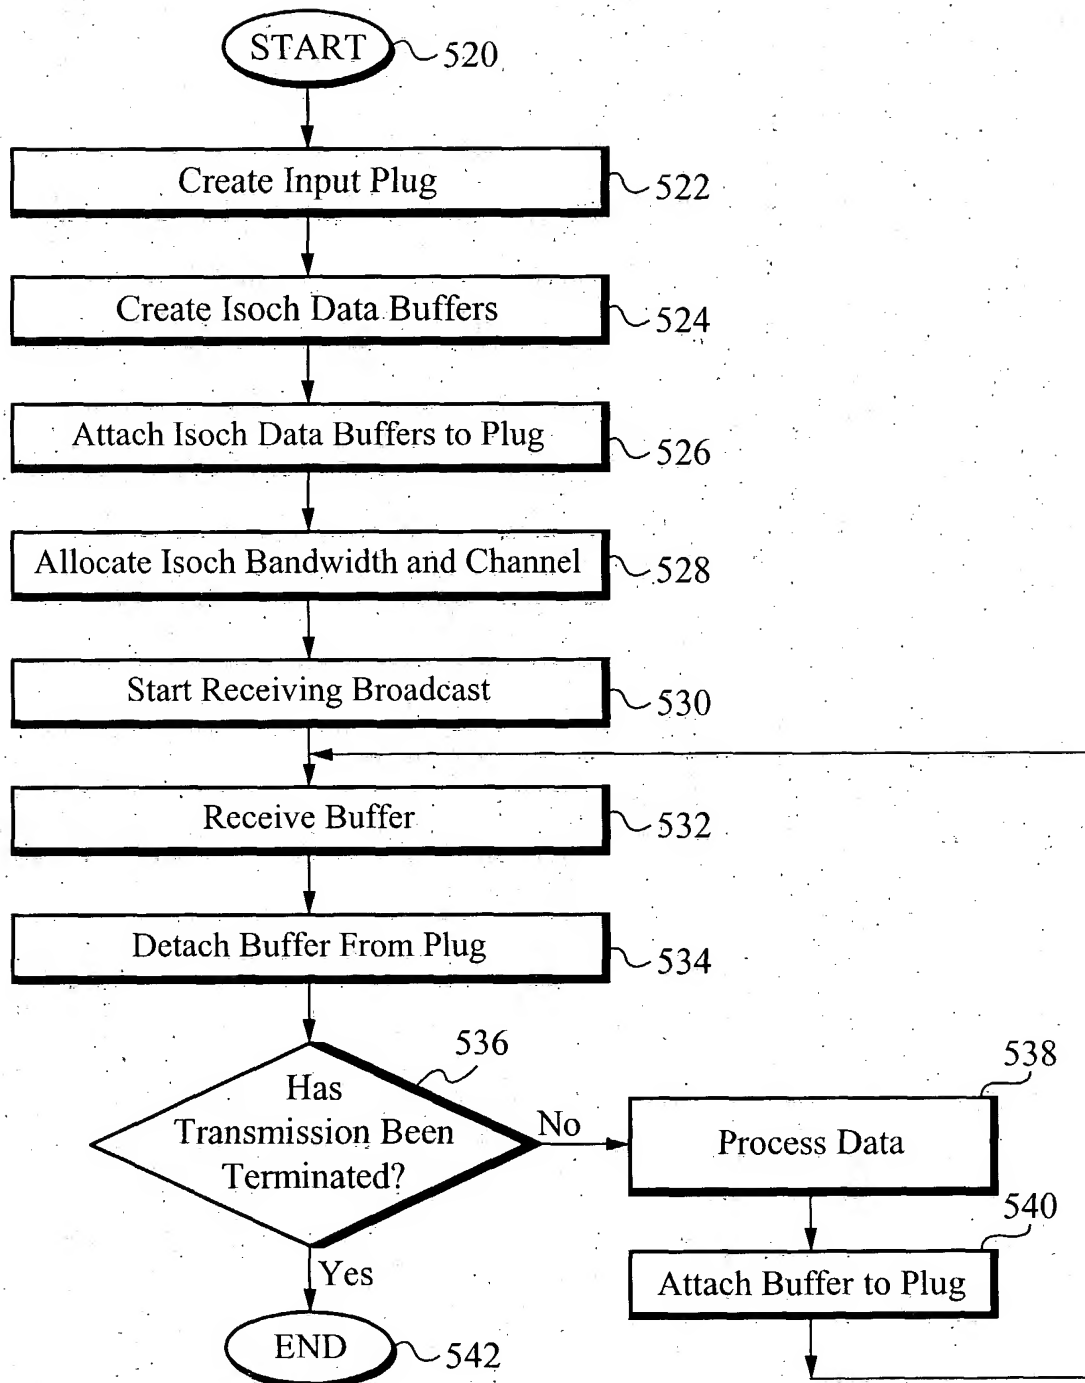 START
520
Create Input Plug
522
Create Isoch Data Buffers
524
Attach Isoch Data Buffers to Plug
526
Allocate Isoch Bandwidth and Channel
528
Start Receiving Broadcast
530
Receive Buffer
532
Detach Buffer From Plug
534
536
Has
Transmission Been
Terminated?
No
538
Process Data
540
Attach Buffer to Plug
Yes
END
542